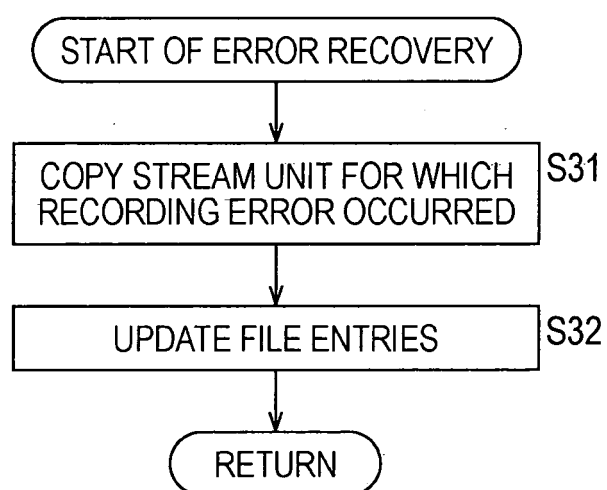 START OF ERROR RECOVERY
COPY STREAM UNIT FOR WHICH
RECORDING ERROR OCCURRED
S31
UPDATE FILE ENTRIES
S32
RETURN